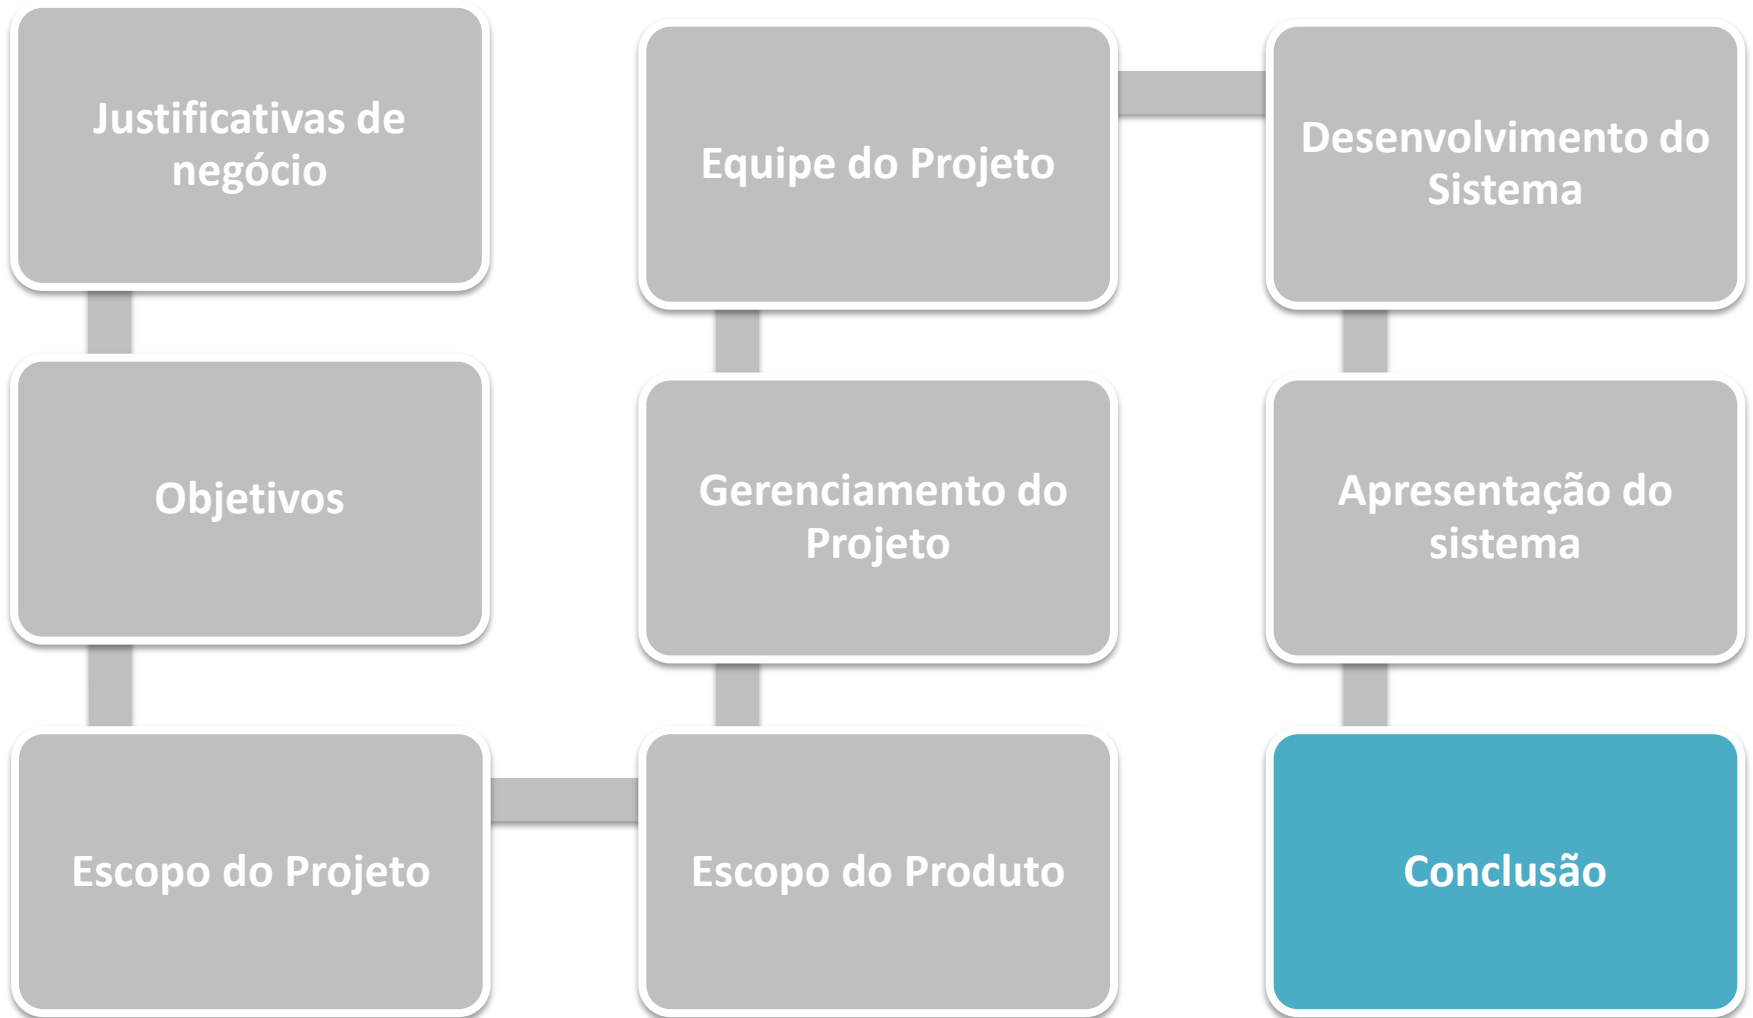 Justificativas de
negócio
Objetivos
Escopo do Projeto
Escopo do Produto
Gerenciamento do
Projeto
Equipe do Projeto
Desenvolvimento do
Sistema
Apresentação do
sistema
Conclusão